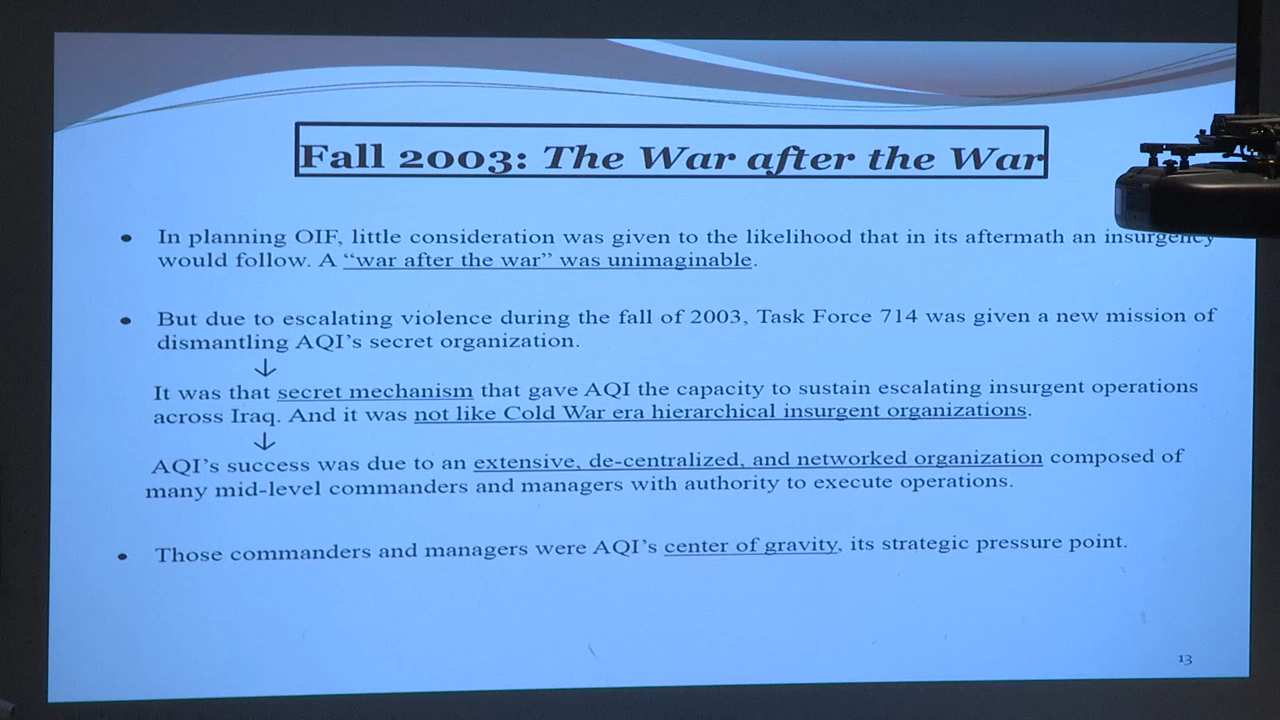 Fall 2003: The War after the War
• In planning OIF, little consideration was given to the likelihood that in its aftermath an insurgency
would follow. A “war after the war” was unimaginable.
• But due to escalating violence during the fall of 2003, Task Force 714 was given a new mission of
dismantling AQI’s secret organization.
↓
It was that secret mechanism that gave AQI the capacity to sustain escalating insurgent operations
across Iraq. And it was not like Cold War era hierarchical insurgent organizations.
↓
AQI’s success was due to an extensive, de-centralized, and networked organization composed of
many mid-level commanders and managers with authority to execute operations.
• Those commanders and managers were AQI’s center of gravity, its strategic pressure point.
13